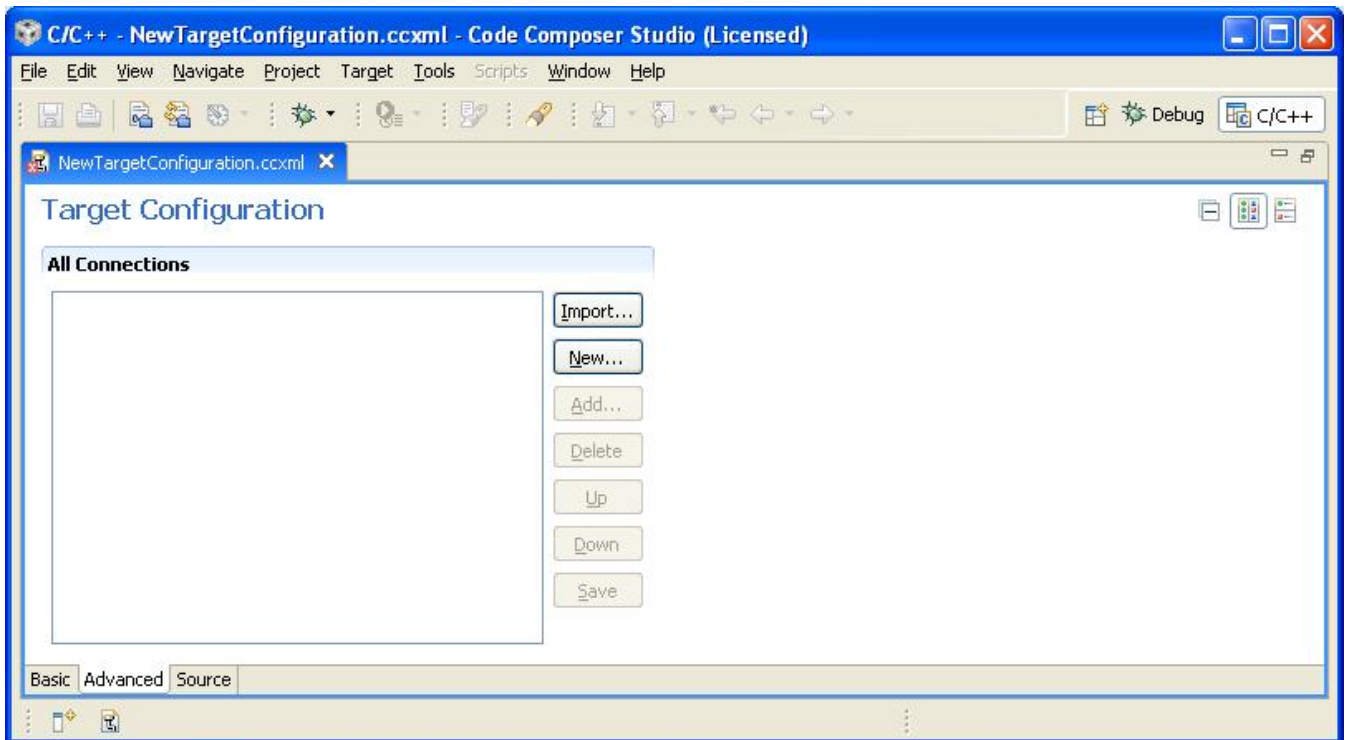 C/C++ - NewTargetConfiguration.ccxml - Code Composer Studio (Licensed)
File Edit View Navigate Project Target Tools Scripts Window Help
Debug C/C++
NewTargetConfiguration.ccxml
Target Configuration
All Connections
Import...
New...
Add...
Delete
Up
Down
Save
Basic Advanced Source